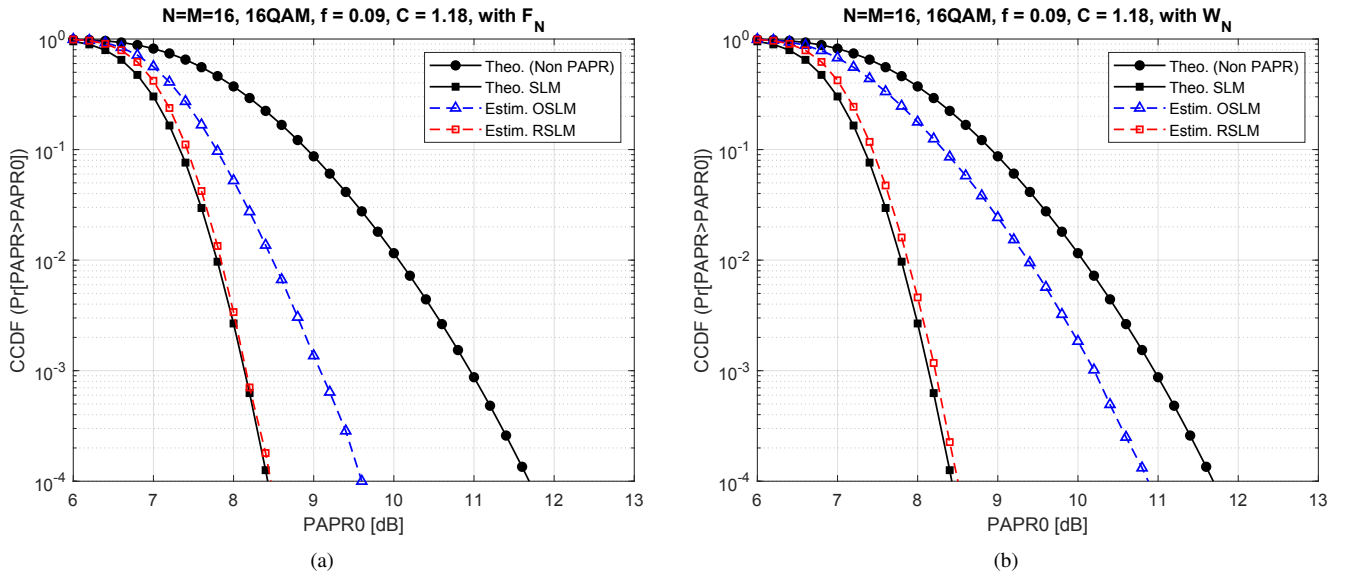 N=M=16, 16QAM, f = 0.09, C = 1.18, with F_N
CCDF (Pr[PAPR>PAPR0])
10^0
10^-1
10^-2
10^-3
10^-4
Theo. (Non PAPR)
Theo. SLM
Estim. OSLM
Estim. RSLM
6 7 8 9 10 11 12 13
PAPR0 [dB]
(a)
N=M=16, 16QAM, f = 0.09, C = 1.18, with W_N
CCDF (Pr[PAPR>PAPR0])
10^0
10^-1
10^-2
10^-3
10^-4
Theo. (Non PAPR)
Theo. SLM
Estim. OSLM
Estim. RSLM
6 7 8 9 10 11 12 13
PAPR0 [dB]
(b)